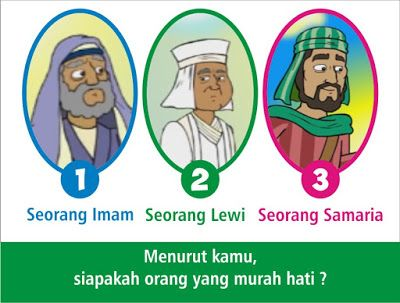 1 2 3
Seorang Imam Seorang Lewi Seorang Samaria
Menurut kamu,
siapakah orang yang murah hati ?